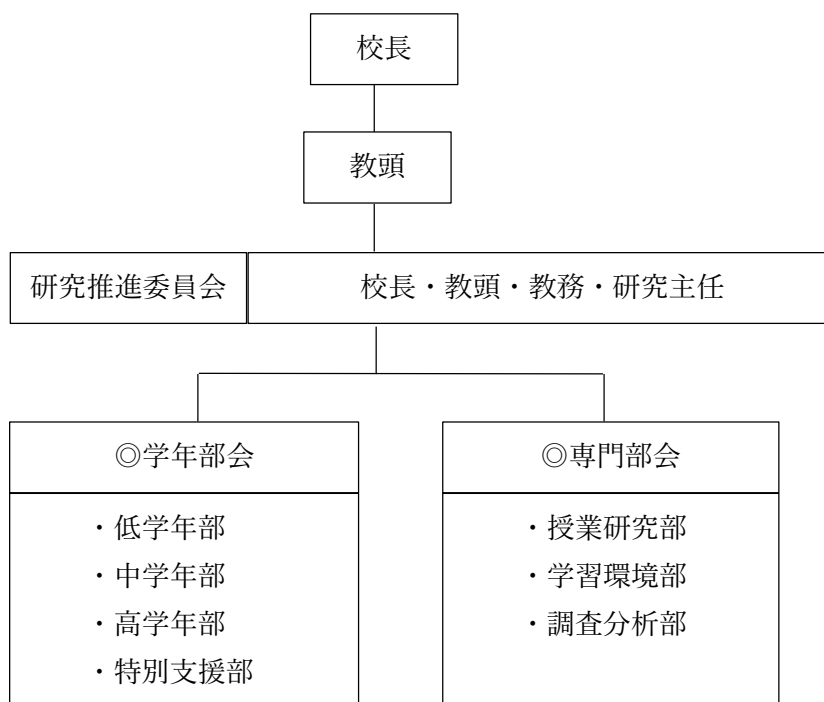 校長
教頭
研究推進委員会
校長・教頭・教務・研究主任
◎学年部会
・低学年部
・中学年部
・高学年部
・特別支援部
◎専門部会
・授業研究部
・学習環境部
・調査分析部